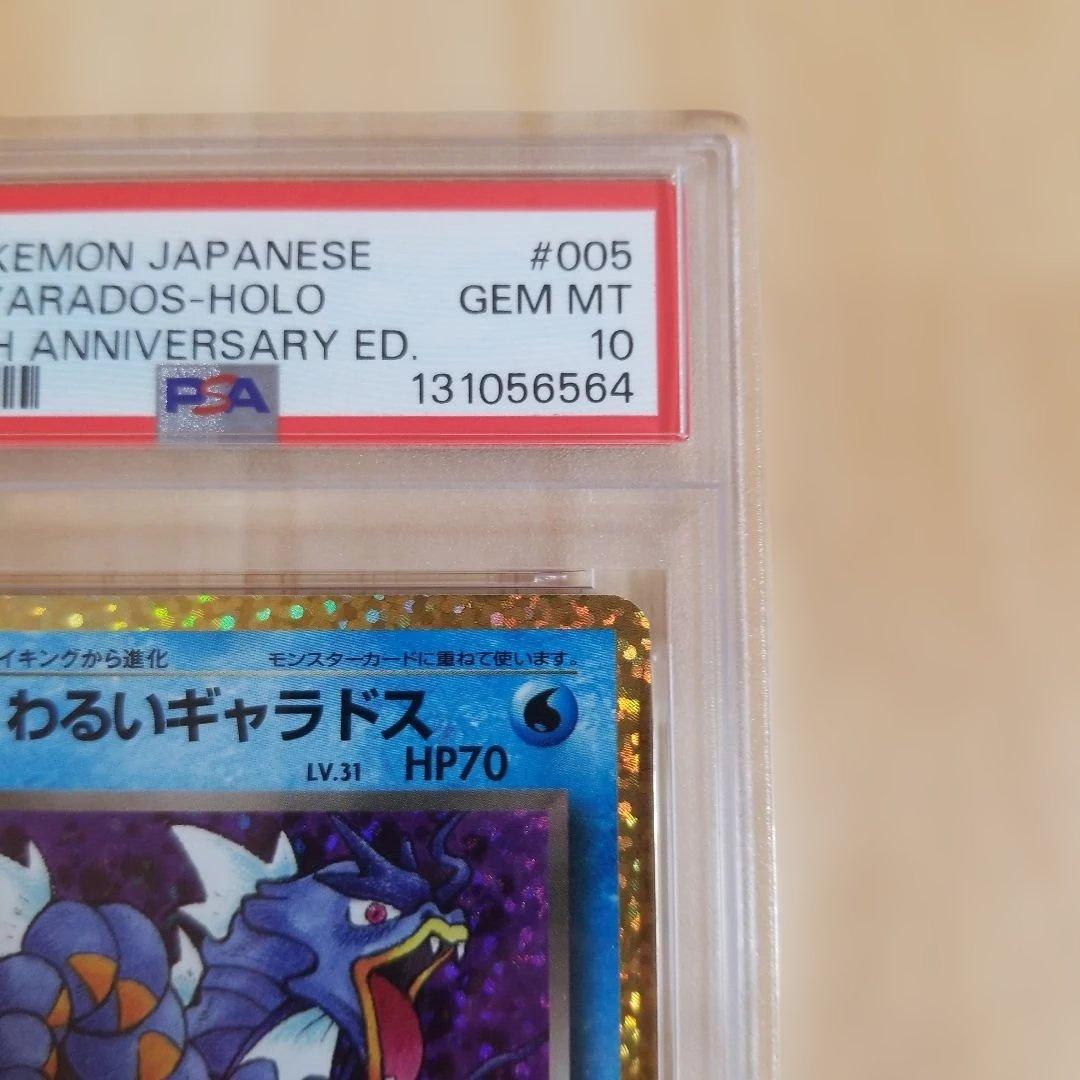 KEMON JAPANESE #005
YARADOS-HOLO GEM MT
H ANNIVERSARY ED. 10
PSA 131056564
イキングから進化 モンスターカードに重ねて使います。
わるいギャラドス
LV.31 HP70